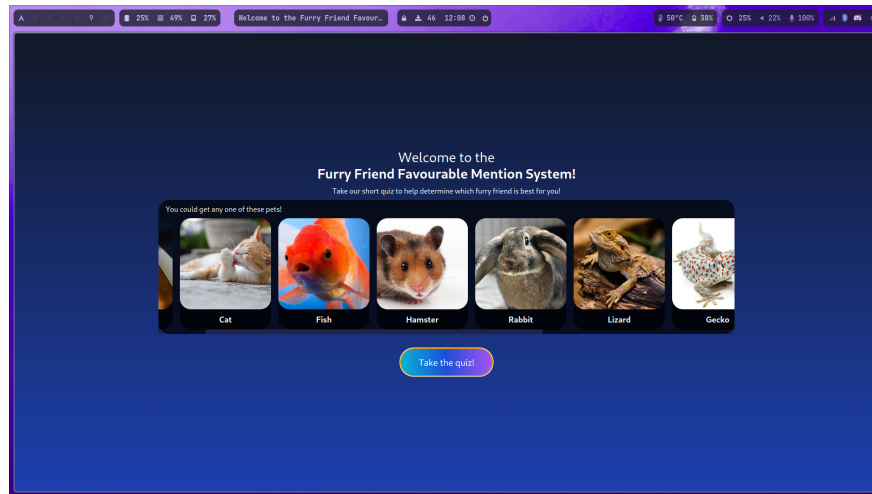 9
25% 49% 27%
Welcome to the Furry Friend Favour…
46 12:08
50°C 38%
25% 22% 100%
Welcome to the
Furry Friend Favourable Mention System!
Take our short quiz to help determine which furry friend is best for you!
You could get any one of these pets!
Cat
Fish
Hamster
Rabbit
Lizard
Gecko
Take the quiz!